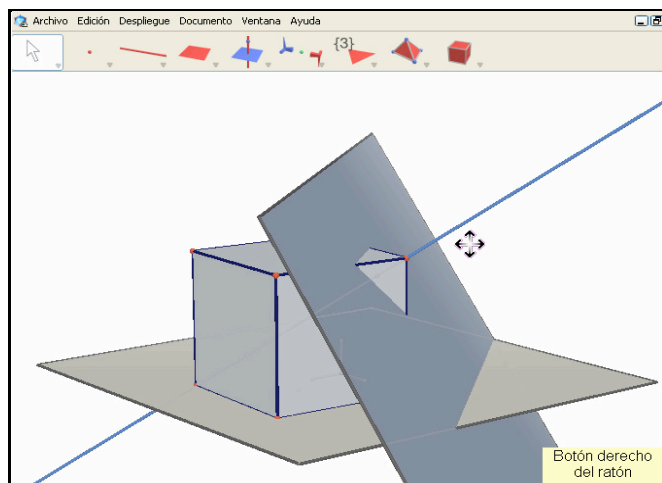 Archivo Edición Despliegue Documento Ventana Ayuda
{3}
Botón derecho
del ratón